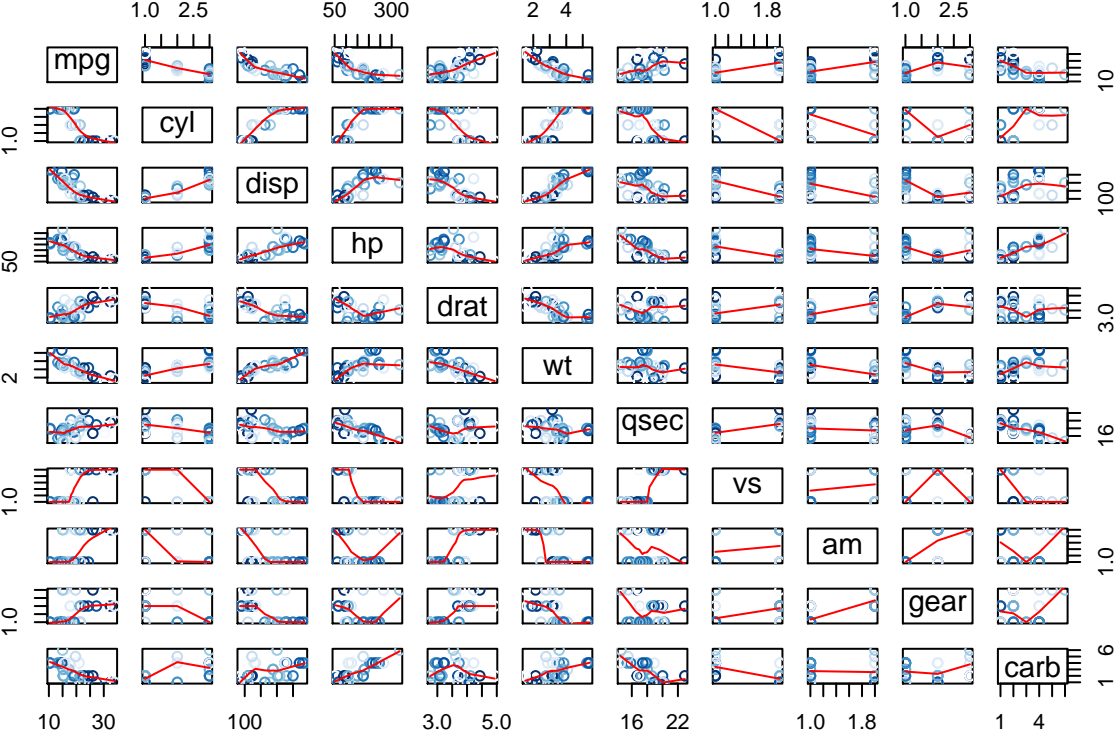 1.0 2.5 50 300 2 4 1.0 1.8 1.0 2.5
mpg 10
1.0 cyl
disp 100
50 hp
drat 3.0
2 wt
qsec 16
1.0 vs
am 1.0
1.0 gear
carb 1 6
10 30 100 3.0 5.0 16 22 1.0 1.8 1 4